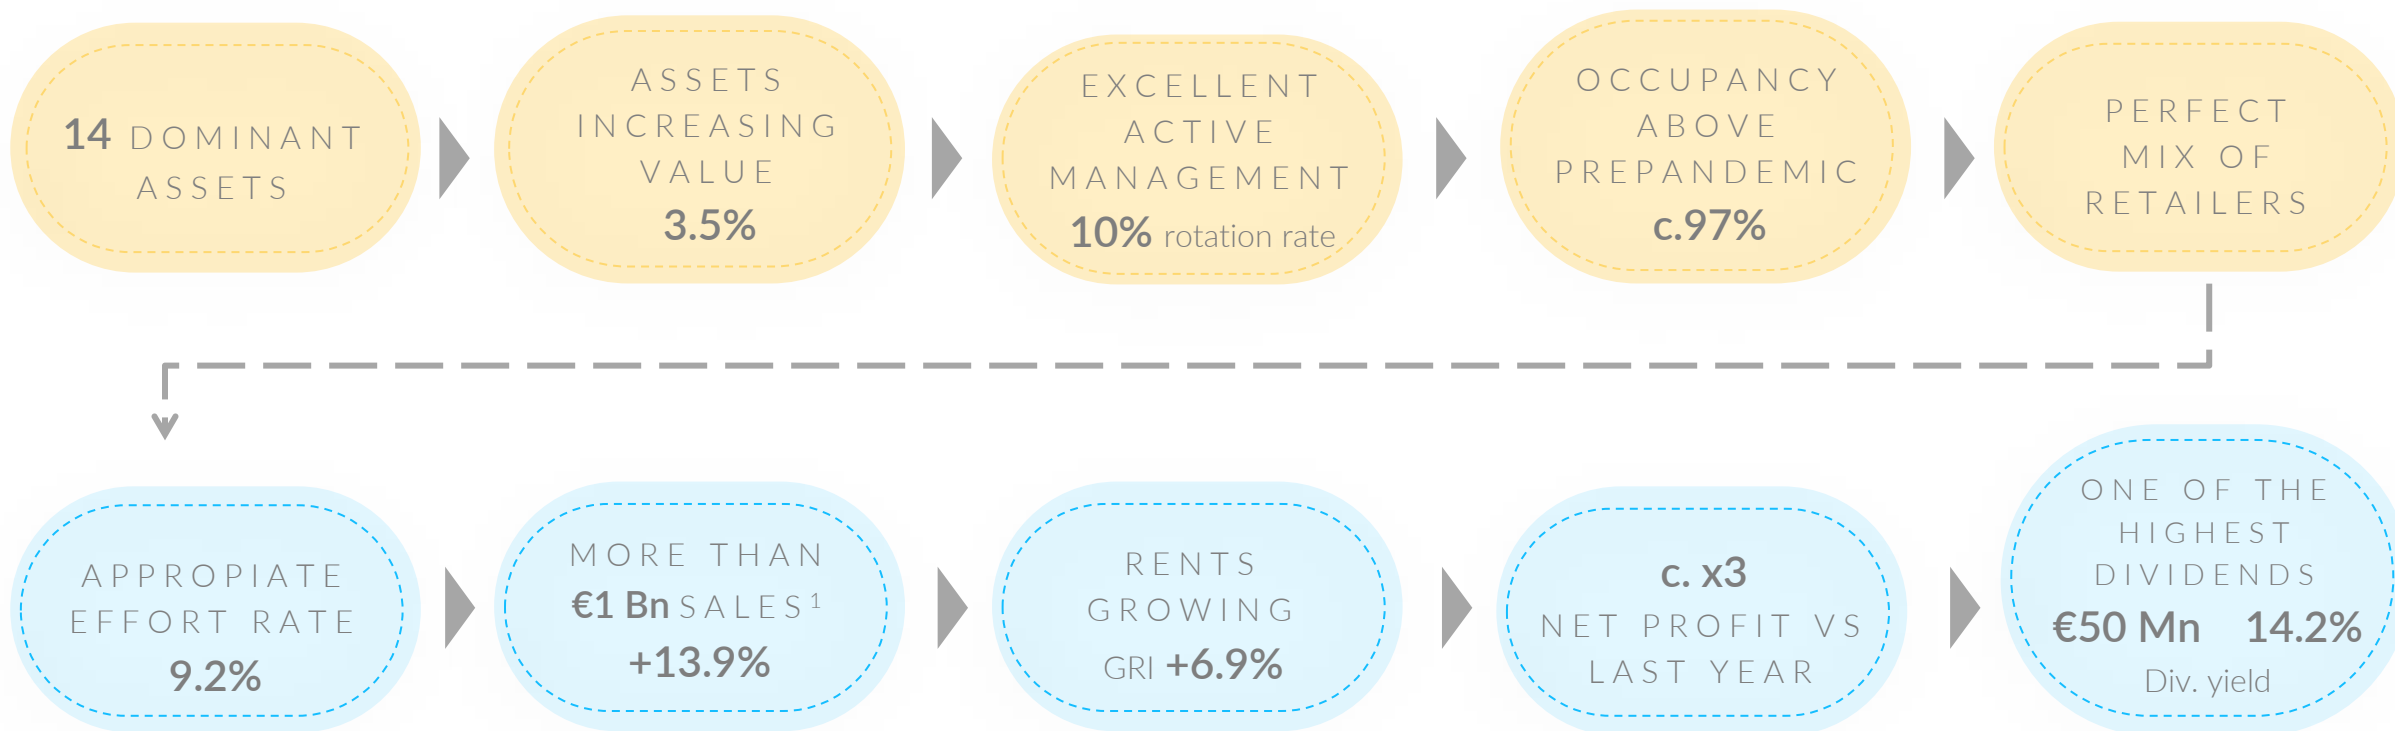 14 DOMINANT
ASSETS
ASSETS
INCREASING
VALUE
3.5%
EXCELLENT
ACTIVE
MANAGEMENT
10% rotation rate
OCCUPANCY
ABOVE
PREPANDEMIC
c.97%
PERFECT
MIX OF
RETAILERS
APPROPIATE
EFFORT RATE
9.2%
MORE THAN
€1 Bn SALES¹
+13.9%
RENTS
GROWING
GRI +6.9%
c. x3
NET PROFIT VS
LAST YEAR
ONE OF THE
HIGHEST
DIVIDENDS
€50 Mn 14.2%
Div. yield